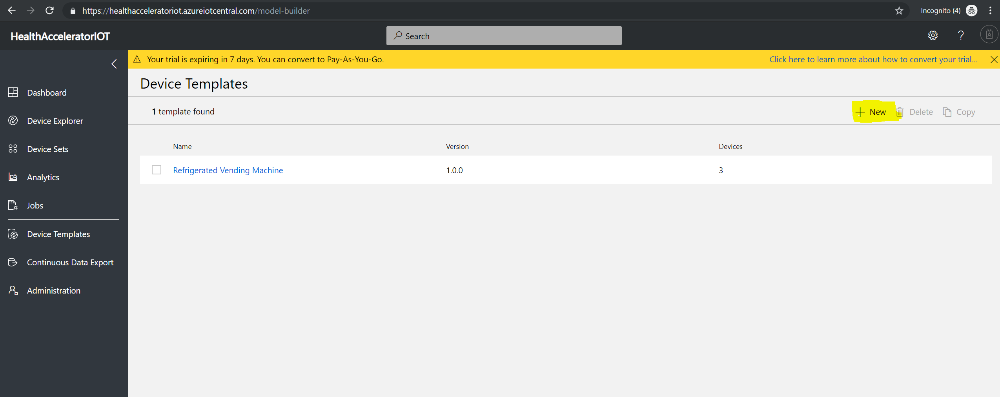 https://healthacceleratoriot.azureiotcentral.com/model-builder
Incognito (4)
HealthAcceleratorIOT
Search
?
Your trial is expiring in 7 days. You can convert to Pay-As-You-Go.
Click here to learn more about how to convert your trial...
Device Templates
Dashboard
1 template found
New
Delete
Copy
Device Explorer
Name
Version
Devices
Device Sets
Refrigerated Vending Machine
1.0.0
3
Analytics
Jobs
Device Templates
Continuous Data Export
Administration